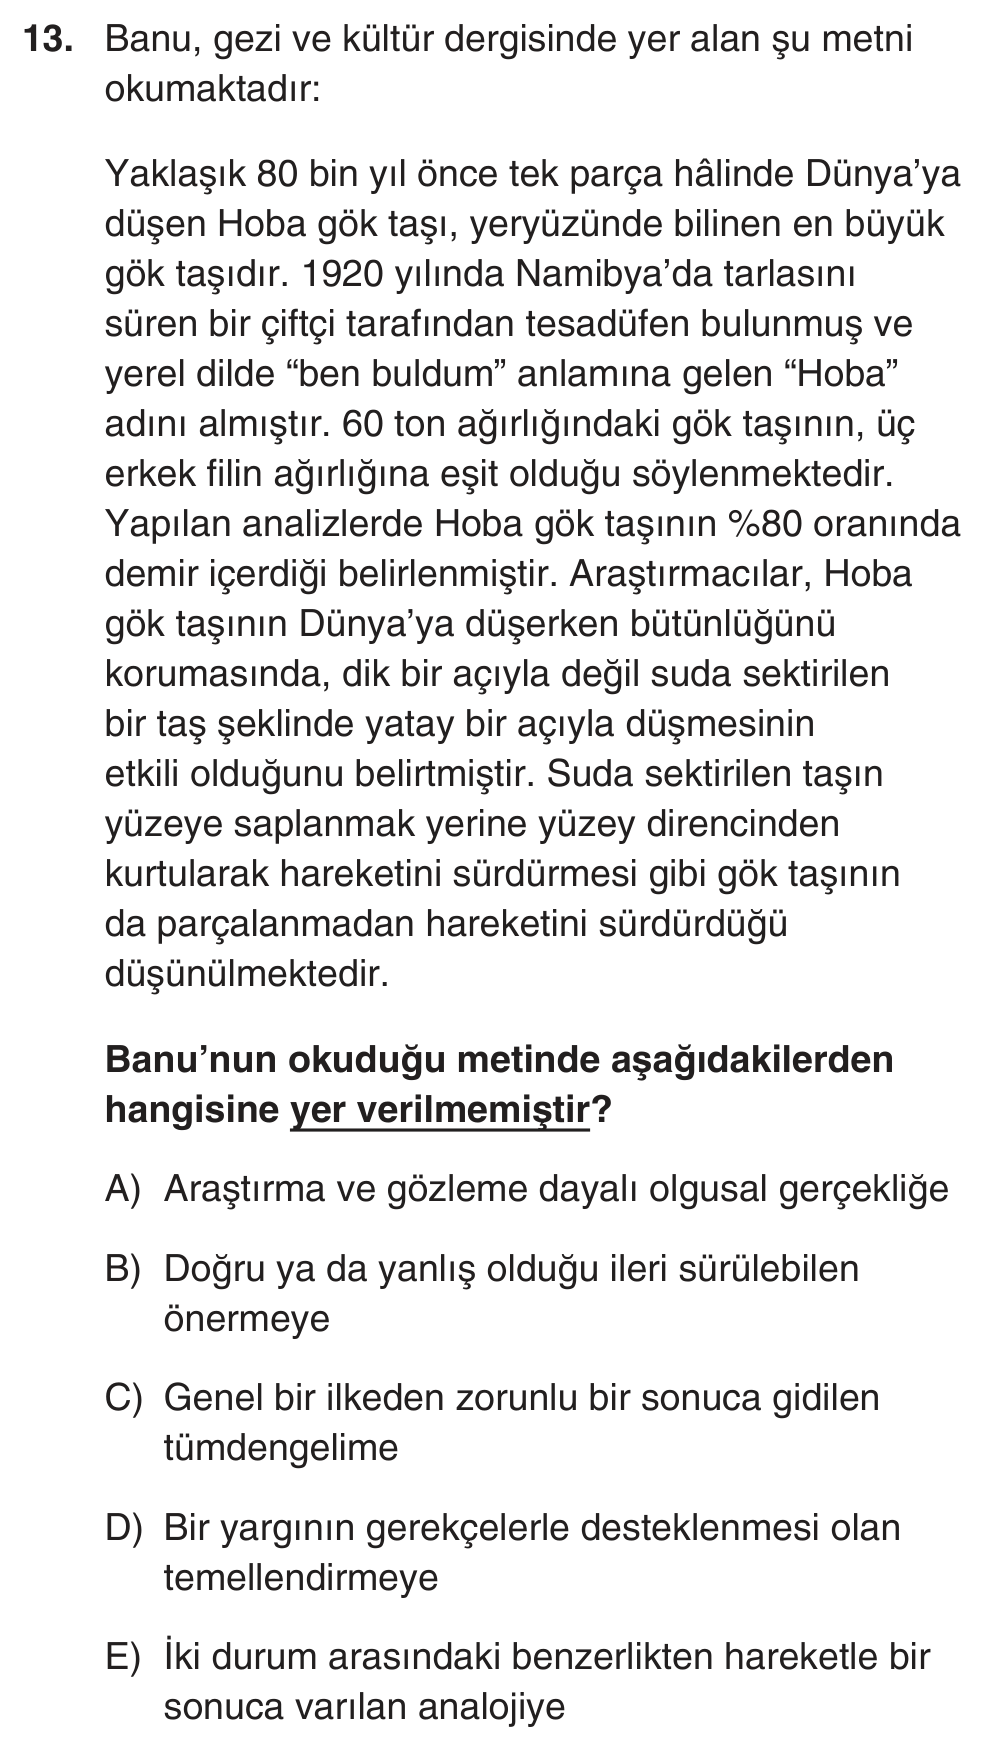 13. Banu, gezi ve kültür dergisinde yer alan şu metni
okumaktadır:
Yaklaşık 80 bin yıl önce tek parça hâlinde Dünya’ya
düşen Hoba gök taşı, yeryüzünde bilinen en büyük
gök taşıdır. 1920 yılında Namibya’da tarlasını
süren bir çiftçi tarafından tesadüfen bulunmuş ve
yerel dilde “ben buldum” anlamına gelen “Hoba”
adını almıştır. 60 ton ağırlığındaki gök taşının, üç
erkek filin ağırlığına eşit olduğu söylenmektedir.
Yapılan analizlerde Hoba gök taşının %80 oranında
demir içerdiği belirlenmiştir. Araştırmacılar, Hoba
gök taşının Dünya’ya düşerken bütünlüğünü
korumasında, dik bir açıyla değil suda sektirilen
bir taş şeklinde yatay bir açıyla düşmesinin
etkili olduğunu belirtmiştir. Suda sektirilen taşın
yüzeye saplanmak yerine yüzey direncinden
kurtularak hareketini sürdürmesi gibi gök taşının
da parçalanmadan hareketini sürdürdüğü
düşünülmektedir.
Banu’nun okuduğu metinde aşağıdakilerden
hangisine yer verilmemiştir?
A) Araştırma ve gözleme dayalı olgusal gerçekliğe
B) Doğru ya da yanlış olduğu ileri sürülebilen
önermeye
C) Genel bir ilkeden zorunlu bir sonuca gidilen
tümdengelime
D) Bir yargının gerekçelerle desteklenmesi olan
temellendirmeye
E) İki durum arasındaki benzerlikten hareketle bir
sonuca varılan analojiye